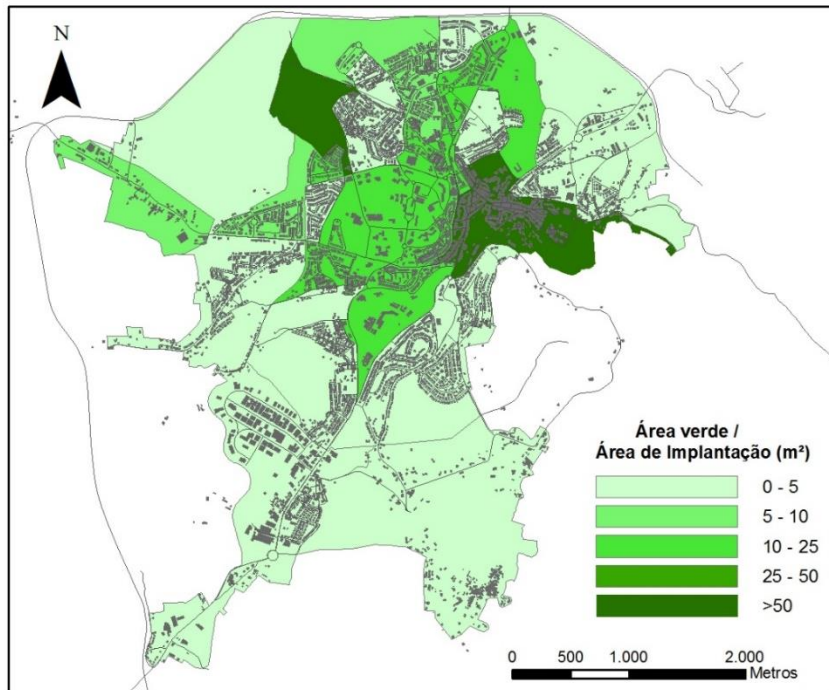 N
Área verde /
Área de Implantação (m²)
0 - 5
5 - 10
10 - 25
25 - 50
>50
0 500 1.000 2.000
Metros